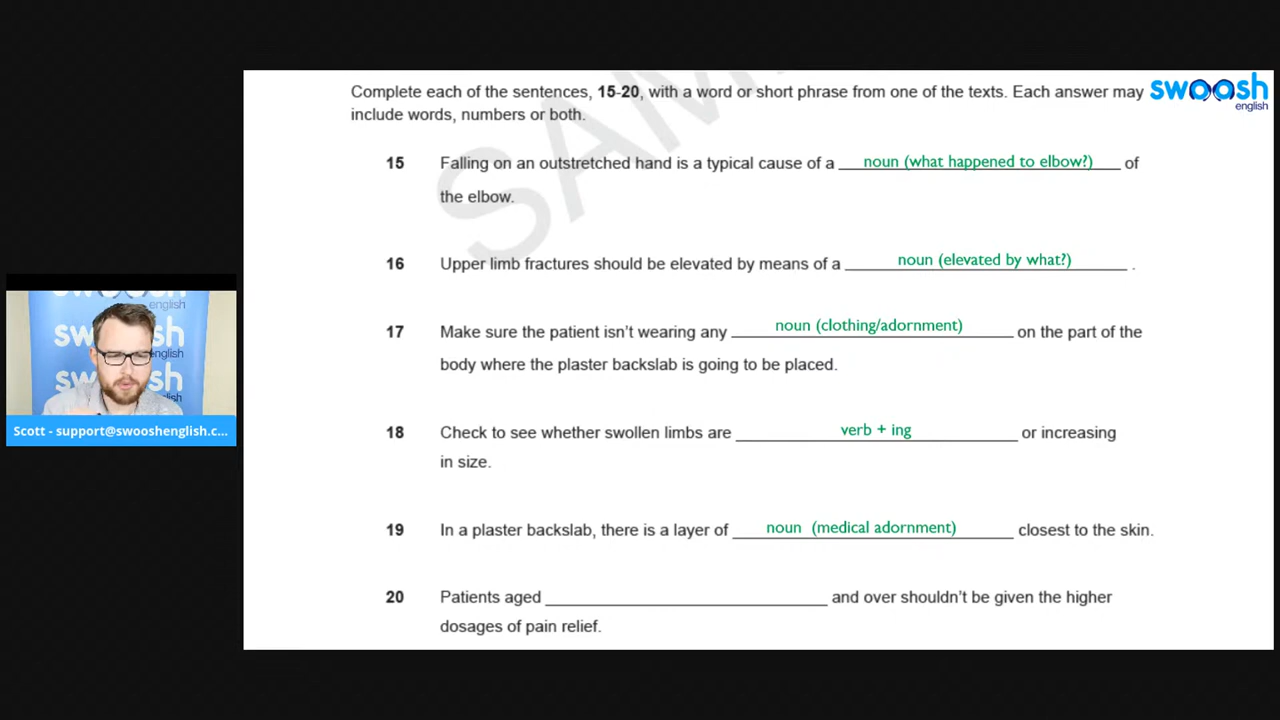 Complete each of the sentences, 15-20, with a word or short phrase from one of the texts. Each answer may
include words, numbers or both.
swoosh
english
15 Falling on an outstretched hand is a typical cause of a noun (what happened to elbow?) of
the elbow.
16 Upper limb fractures should be elevated by means of a noun (elevated by what?) .
17 Make sure the patient isn't wearing any noun (clothing/adornment) on the part of the
body where the plaster backslab is going to be placed.
18 Check to see whether swollen limbs are verb + ing or increasing
in size.
19 In a plaster backslab, there is a layer of noun (medical adornment) closest to the skin.
20 Patients aged and over shouldn't be given the higher
dosages of pain relief.
english
swoosh
english
Scott - support@swooshenglish.c...